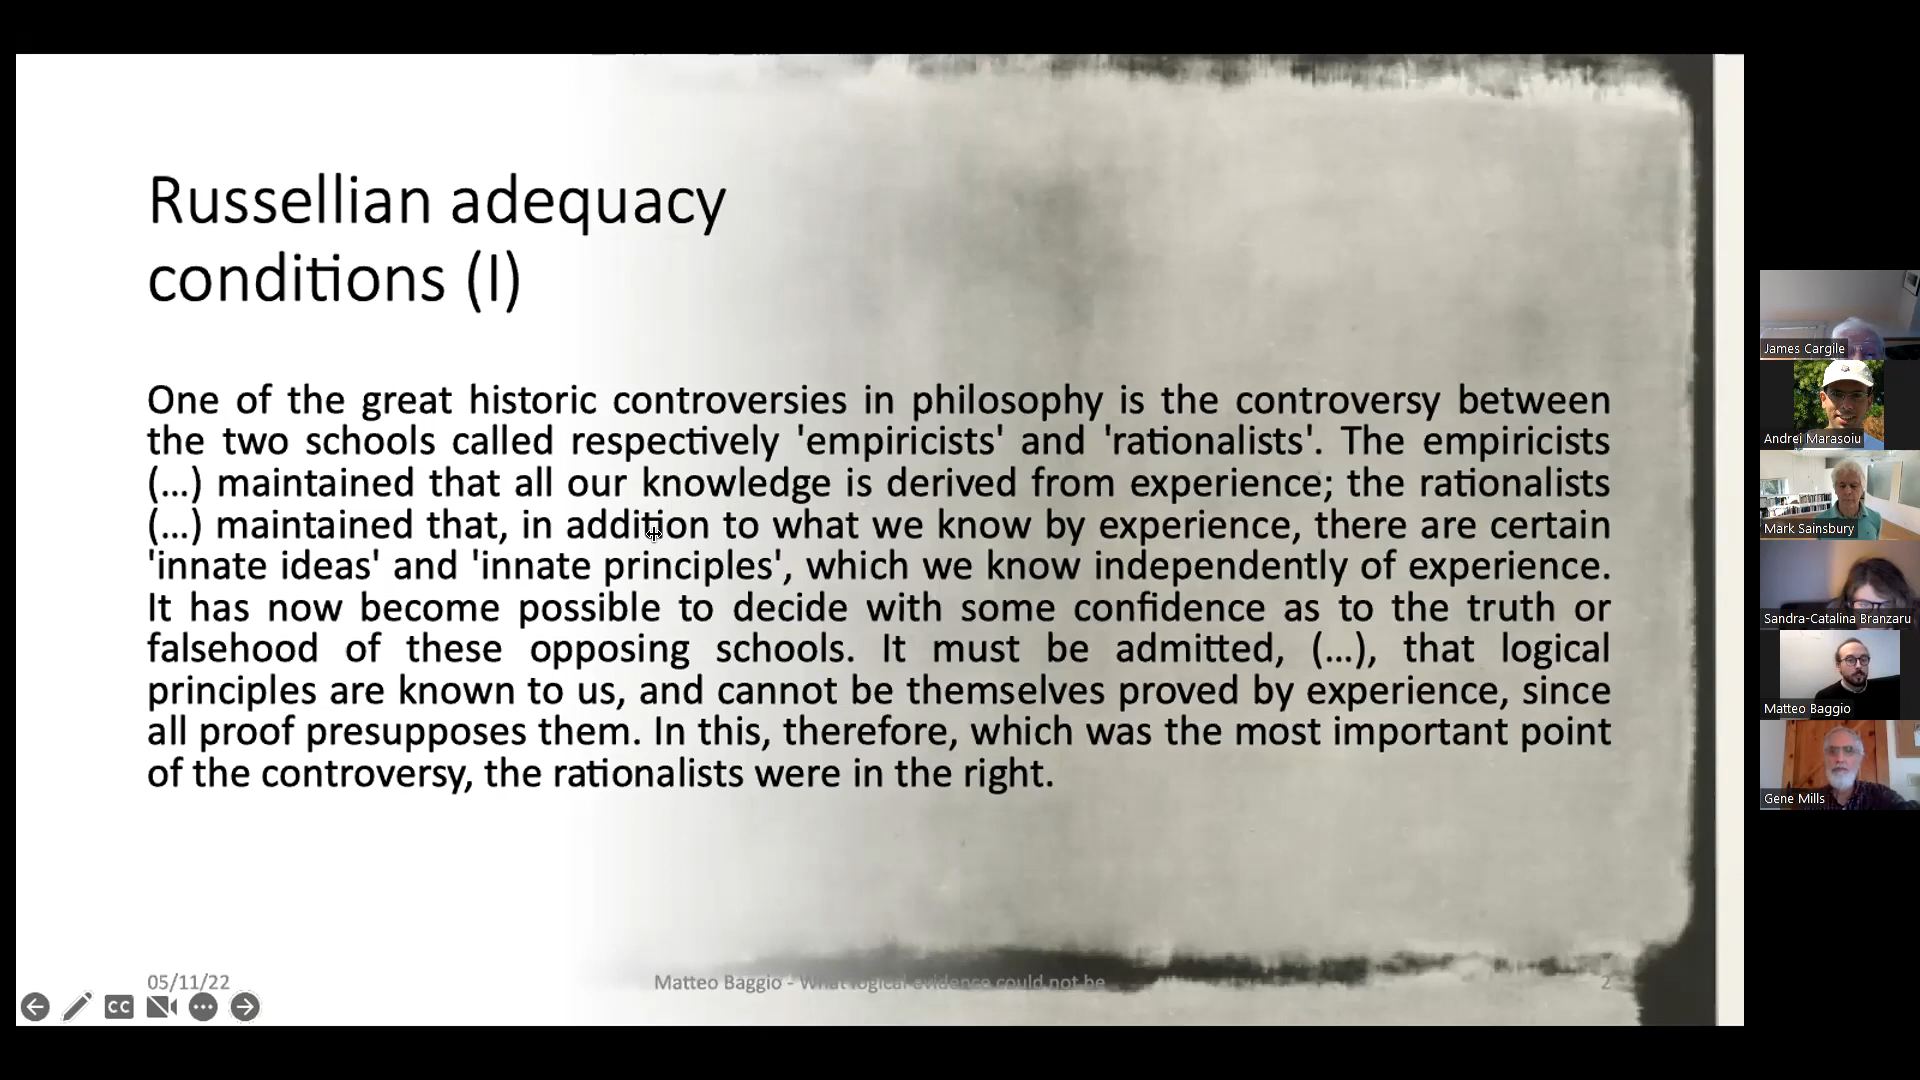 Russellian adequacy
conditions (I)
One of the great historic controversies in philosophy is the controversy between
the two schools called respectively 'empiricists' and 'rationalists'. The empiricists
(...) maintained that all our knowledge is derived from experience; the rationalists
(...) maintained that, in addition to what we know by experience, there are certain
'innate ideas' and 'innate principles', which we know independently of experience.
It has now become possible to decide with some confidence as to the truth or
falsehood of these opposing schools. It must be admitted, (...), that logical
principles are known to us, and cannot be themselves proved by experience, since
all proof presupposes them. In this, therefore, which was the most important point
of the controversy, the rationalists were in the right.
05/11/22
Matteo Baggio - What logical evidence could not be
2
CC
James Cargile
Andrei Marasoiu
Mark Sainsbury
Sandra-Catalina Branzaru
Matteo Baggio
Gene Mills